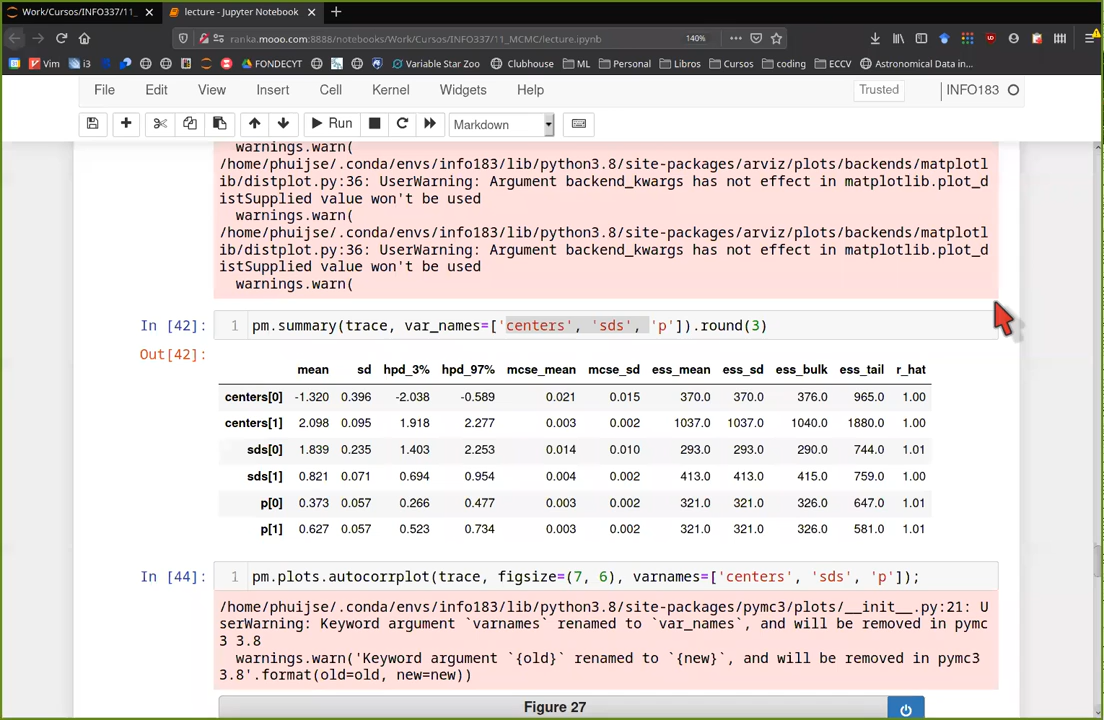 Work/Cursos/INFO337/11_ lecture - Jupyter Notebook
ranka.mooo.com:8888/notebooks/Work/Cursos/INFO337/11_MCMC/lecture.ipynb 140%
Vim i3 FONDECYT Variable Star Zoo Clubhouse ML Personal Libros Cursos coding ECCV Astronomical Data in...
File Edit View Insert Cell Kernel Widgets Help Trusted INFO183
Run Markdown
warnings.warn(
/home/phuijse/.conda/envs/info183/lib/python3.8/site-packages/arviz/plots/backends/matplotl
ib/distplot.py:36: UserWarning: Argument backend_kwargs has not effect in matplotlib.plot_d
istSupplied value won't be used
warnings.warn(
/home/phuijse/.conda/envs/info183/lib/python3.8/site-packages/arviz/plots/backends/matplotl
ib/distplot.py:36: UserWarning: Argument backend_kwargs has not effect in matplotlib.plot_d
istSupplied value won't be used
warnings.warn(
In [42]: 1 pm.summary(trace, var_names=['centers', 'sds', 'p']).round(3)
Out[42]:
mean sd hpd_3% hpd_97% mcse_mean mcse_sd ess_mean ess_sd ess_bulk ess_tail r_hat
centers[0] -1.320 0.396 -2.038 -0.589 0.021 0.015 370.0 370.0 376.0 965.0 1.00
centers[1] 2.098 0.095 1.918 2.277 0.003 0.002 1037.0 1037.0 1040.0 1880.0 1.00
sds[0] 1.839 0.235 1.403 2.253 0.014 0.010 293.0 293.0 290.0 744.0 1.01
sds[1] 0.821 0.071 0.694 0.954 0.004 0.002 413.0 413.0 415.0 759.0 1.00
p[0] 0.373 0.057 0.266 0.477 0.003 0.002 321.0 321.0 326.0 647.0 1.01
p[1] 0.627 0.057 0.523 0.734 0.003 0.002 321.0 321.0 326.0 581.0 1.01
In [44]: 1 pm.plots.autocorrplot(trace, figsize=(7, 6), varnames=['centers', 'sds', 'p']);
/home/phuijse/.conda/envs/info183/lib/python3.8/site-packages/pymc3/plots/__init__.py:21: U
serWarning: Keyword argument `varnames` renamed to `var_names`, and will be removed in pymc
3 3.8
warnings.warn('Keyword argument `{old}` renamed to `{new}`, and will be removed in pymc3
3.8'.format(old=old, new=new))
Figure 27